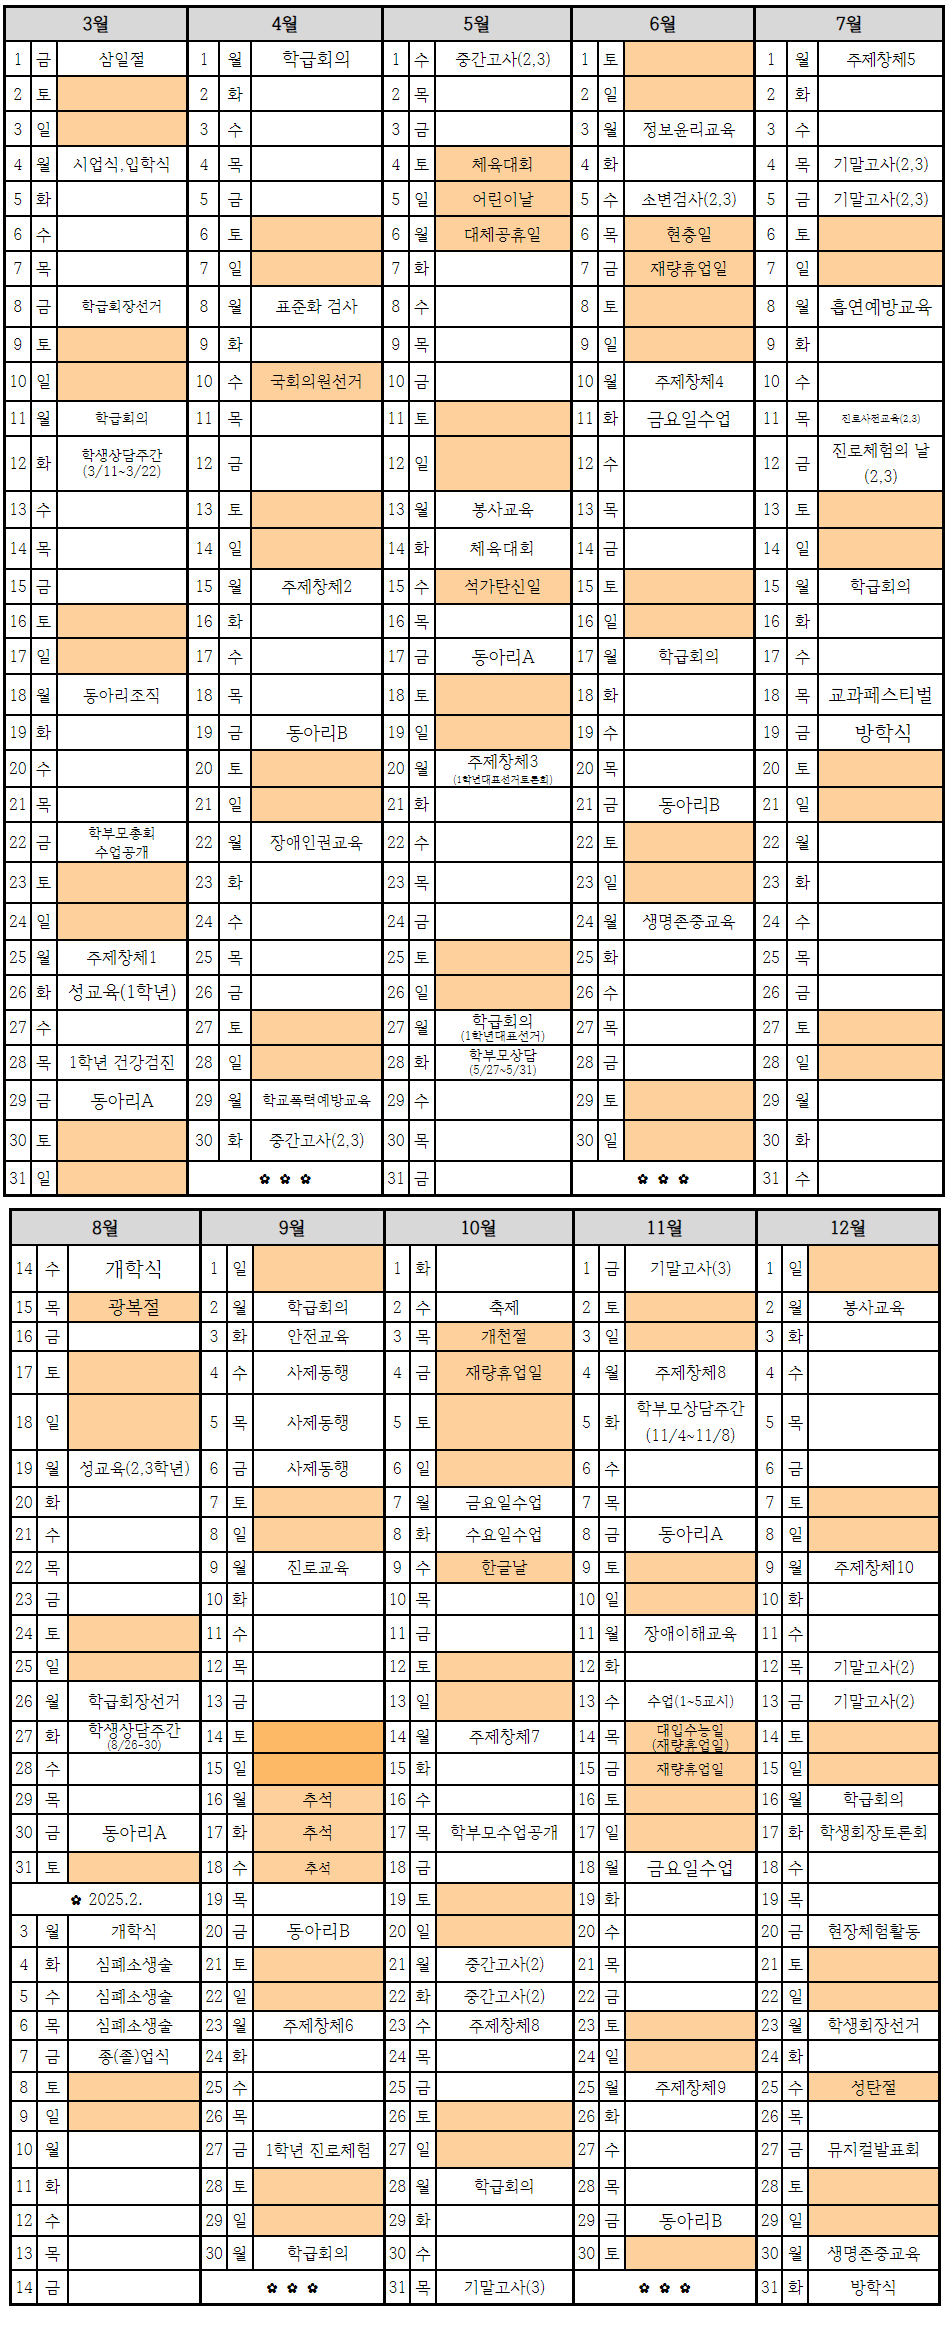 3월 4월 5월 6월 7월
1 금 삼일절 1 월 학급회의 1 수 중간고사(2,3) 1 토 1 월 주제창체5
2 토 2 화 2 목 2 일 2 화
3 일 3 수 3 금 3 월 정보윤리교육 3 수
4 월 시업식,입학식 4 목 4 토 체육대회 4 화 4 목 기말고사(2,3)
5 화 5 금 5 일 어린이날 5 수 소변검사(2,3) 5 금 기말고사(2,3)
6 수 6 토 6 월 대체공휴일 6 목 현충일 6 토
7 목 7 일 7 화 7 금 재량휴업일 7 일
8 금 학급회장선거 8 월 표준화 검사 8 수 8 토 8 월 흡연예방교육
9 토 9 화 9 목 9 일 9 화
10 일 10 수 국회의원선거 10 금 10 월 주제창체4 10 수
11 월 학급회의 11 목 11 토 11 화 금요일수업 11 목 진로사전교육(2,3)
12 화 학생상담주간 12 금 12 일 12 수 12 금 진로체험의 날
(3/11~3/22) (2,3)
13 수 13 토 13 월 봉사교육 13 목 13 토
14 목 14 일 14 화 체육대회 14 금 14 일
15 금 15 월 주제창체2 15 수 석가탄신일 15 토 15 월 학급회의
16 토 16 화 16 목 16 일 16 화
17 일 17 수 17 금 동아리A 17 월 학급회의 17 수
18 월 동아리조직 18 목 18 토 18 화 18 목 교과페스티벌
19 화 19 금 동아리B 19 일 19 수 19 금 방학식
20 수 20 토 20 월 주제창체3 20 목 20 토
(1학년대표선거토론회)
21 목 21 일 21 화 21 금 동아리B 21 일
22 금 학부모총회 22 월 장애인권교육 22 수 22 토 22 월
수업공개
23 토 23 화 23 목 23 일 23 화
24 일 24 수 24 금 24 월 생명존중교육 24 수
25 월 주제창체1 25 목 25 토 25 화 25 목
26 화 성교육(1학년) 26 금 26 일 26 수 26 금
27 수 27 토 27 월 학급회의 27 목 27 토
(1학년대표선거)
28 목 1학년 건강검진 28 일 28 화 학부모상담 28 금 28 일
(5/27~5/31)
29 금 동아리A 29 월 학교폭력예방교육 29 수 29 토 29 월
30 토 30 화 중간고사(2,3) 30 목 30 일 30 화
31 일 ✿ ✿ ✿ 31 금 ✿ ✿ ✿ 31 수
8월 9월 10월 11월 12월
14 수 개학식 1 일 1 화 1 금 기말고사(3) 1 일
15 목 광복절 2 월 학급회의 2 수 축제 2 토 2 월 봉사교육
16 금 3 화 안전교육 3 목 개천절 3 일 3 화
17 토 4 수 사제동행 4 금 재량휴업일 4 월 주제창체8 4 수
18 일 5 목 사제동행 5 토 5 화 학부모상담주간 5 목
(11/4~11/8)
19 월 성교육(2,3학년) 6 금 사제동행 6 일 6 수 6 금
20 화 7 토 7 월 금요일수업 7 목 7 토
21 수 8 일 8 화 수요일수업 8 금 동아리A 8 일
22 목 9 월 진로교육 9 수 한글날 9 토 9 월 주제창체10
23 금 10 화 10 목 10 일 10 화
24 토 11 수 11 금 11 월 장애이해교육 11 수
25 일 12 목 12 토 12 화 12 목 기말고사(2)
26 월 학급회장선거 13 금 13 일 13 수 수업(1~5교시) 13 금 기말고사(2)
27 화 학생상담주간 14 토 14 월 주제창체7 14 목 대입수능일 14 토
(8/26-30) (재량휴업일)
28 수 15 일 15 화 15 금 재량휴업일 15 일
29 목 16 월 추석 16 수 16 토 16 월 학급회의
30 금 동아리A 17 화 추석 17 목 학부모수업공개 17 일 17 화 학생회장토론회
31 토 18 수 추석 18 금 18 월 금요일수업 18 수
✿ 2025.2. 19 목 19 토 19 화 19 목
3 월 개학식 20 금 동아리B 20 일 20 수 20 금 현장체험활동
4 화 심폐소생술 21 토 21 월 중간고사(2) 21 목 21 토
5 수 심폐소생술 22 일 22 화 중간고사(2) 22 금 22 일
6 목 심폐소생술 23 월 주제창체6 23 수 주제창체8 23 토 23 월 학생회장선거
7 금 종(졸)업식 24 화 24 목 24 일 24 화
8 토 25 수 25 금 25 월 주제창체9 25 수 성탄절
9 일 26 목 26 토 26 화 26 목
10 월 27 금 1학년 진로체험 27 일 27 수 27 금 뮤지컬발표회
11 화 28 토 28 월 학급회의 28 목 28 토
12 수 29 일 29 화 29 금 동아리B 29 일
13 목 30 월 학급회의 30 수 30 토 30 월 생명존중교육
14 금 ✿ ✿ ✿ 31 목 기말고사(3) ✿ ✿ ✿ 31 화 방학식